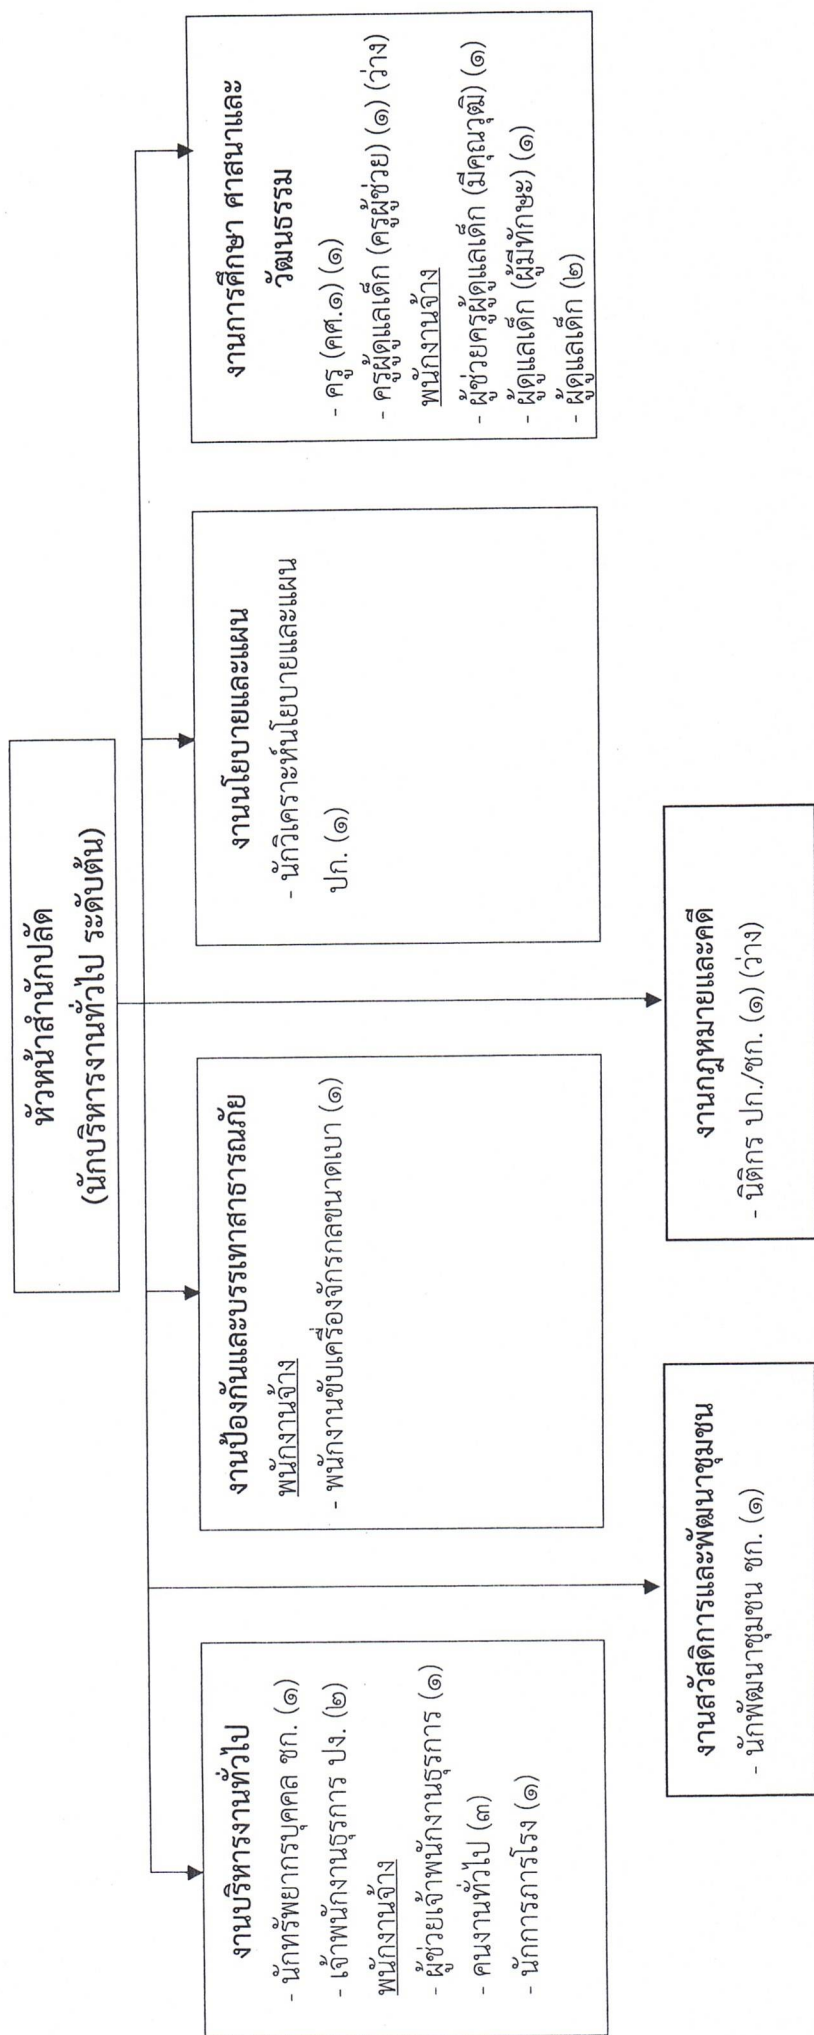 หัวหน้าสำนักปลัด
(นักบริหารงานทั่วไป ระดับต้น)
งานบริหารงานทั่วไป
- นักทรัพยากรบุคคล ชก. (๑)
- เจ้าพนักงานธุรการ ปง. (๒)
พนักงานจ้าง
- ผู้ช่วยเจ้าพนักงานธุรการ (๑)
- คนงานทั่วไป (๓)
- นักการภารโรง (๑)
งานป้องกันและบรรเทาสาธารณภัย
พนักงานจ้าง
- พนักงานขับเครื่องจักรกลขนาดเบา (๑)
งานนโยบายและแผน
- นักวิเคราะห์นโยบายและแผน
ปก. (๑)
งานการศึกษา ศาสนาและ
วัฒนธรรม
- ครู (คศ.๑) (๑)
- ครูผู้ดูแลเด็ก (ครูผู้ช่วย) (๑) (ว่าง)
พนักงานจ้าง
- ผู้ช่วยครูผู้ดูแลเด็ก (มีคุณวุฒิ) (๑)
- ผู้ดูแลเด็ก (ผู้มีทักษะ) (๑)
- ผู้ดูแลเด็ก (๒)
งานสวัสดิการและพัฒนาชุมชน
- นักพัฒนาชุมชน ชก. (๑)
งานกฎหมายและคดี
- นิติกร ปก./ชก. (๑) (ว่าง)